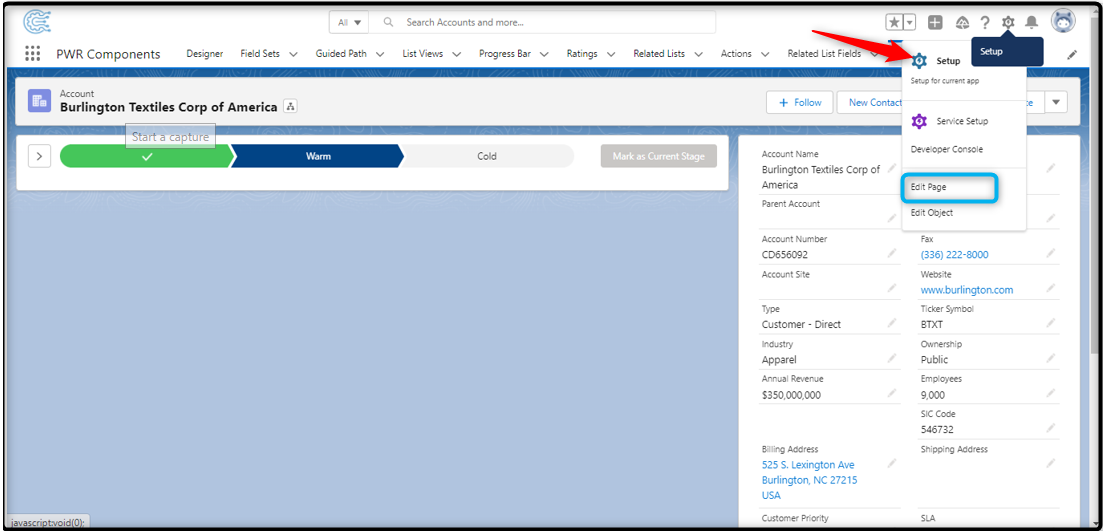 All
Search Accounts and more...
PWR Components
Designer
Field Sets
Guided Path
List Views
Progress Bar
Ratings
Related Lists
Actions
Related List Fields
Setup
Setup
Setup for current app
Service Setup
Developer Console
Edit Page
Edit Object
Account
Burlington Textiles Corp of America
+ Follow
New Contact
Start a capture
Warm
Cold
Mark as Current Stage
Account Name
Burlington Textiles Corp of
America
Parent Account
Account Number
CD656092
Fax
(336) 222-8000
Account Site
Website
www.burlington.com
Type
Customer - Direct
Ticker Symbol
BTXT
Industry
Apparel
Ownership
Public
Annual Revenue
$350,000,000
Employees
9,000
SIC Code
546732
Billing Address
525 S. Lexington Ave
Burlington, NC 27215
USA
Shipping Address
Customer Priority
SLA
javascript:void(0);